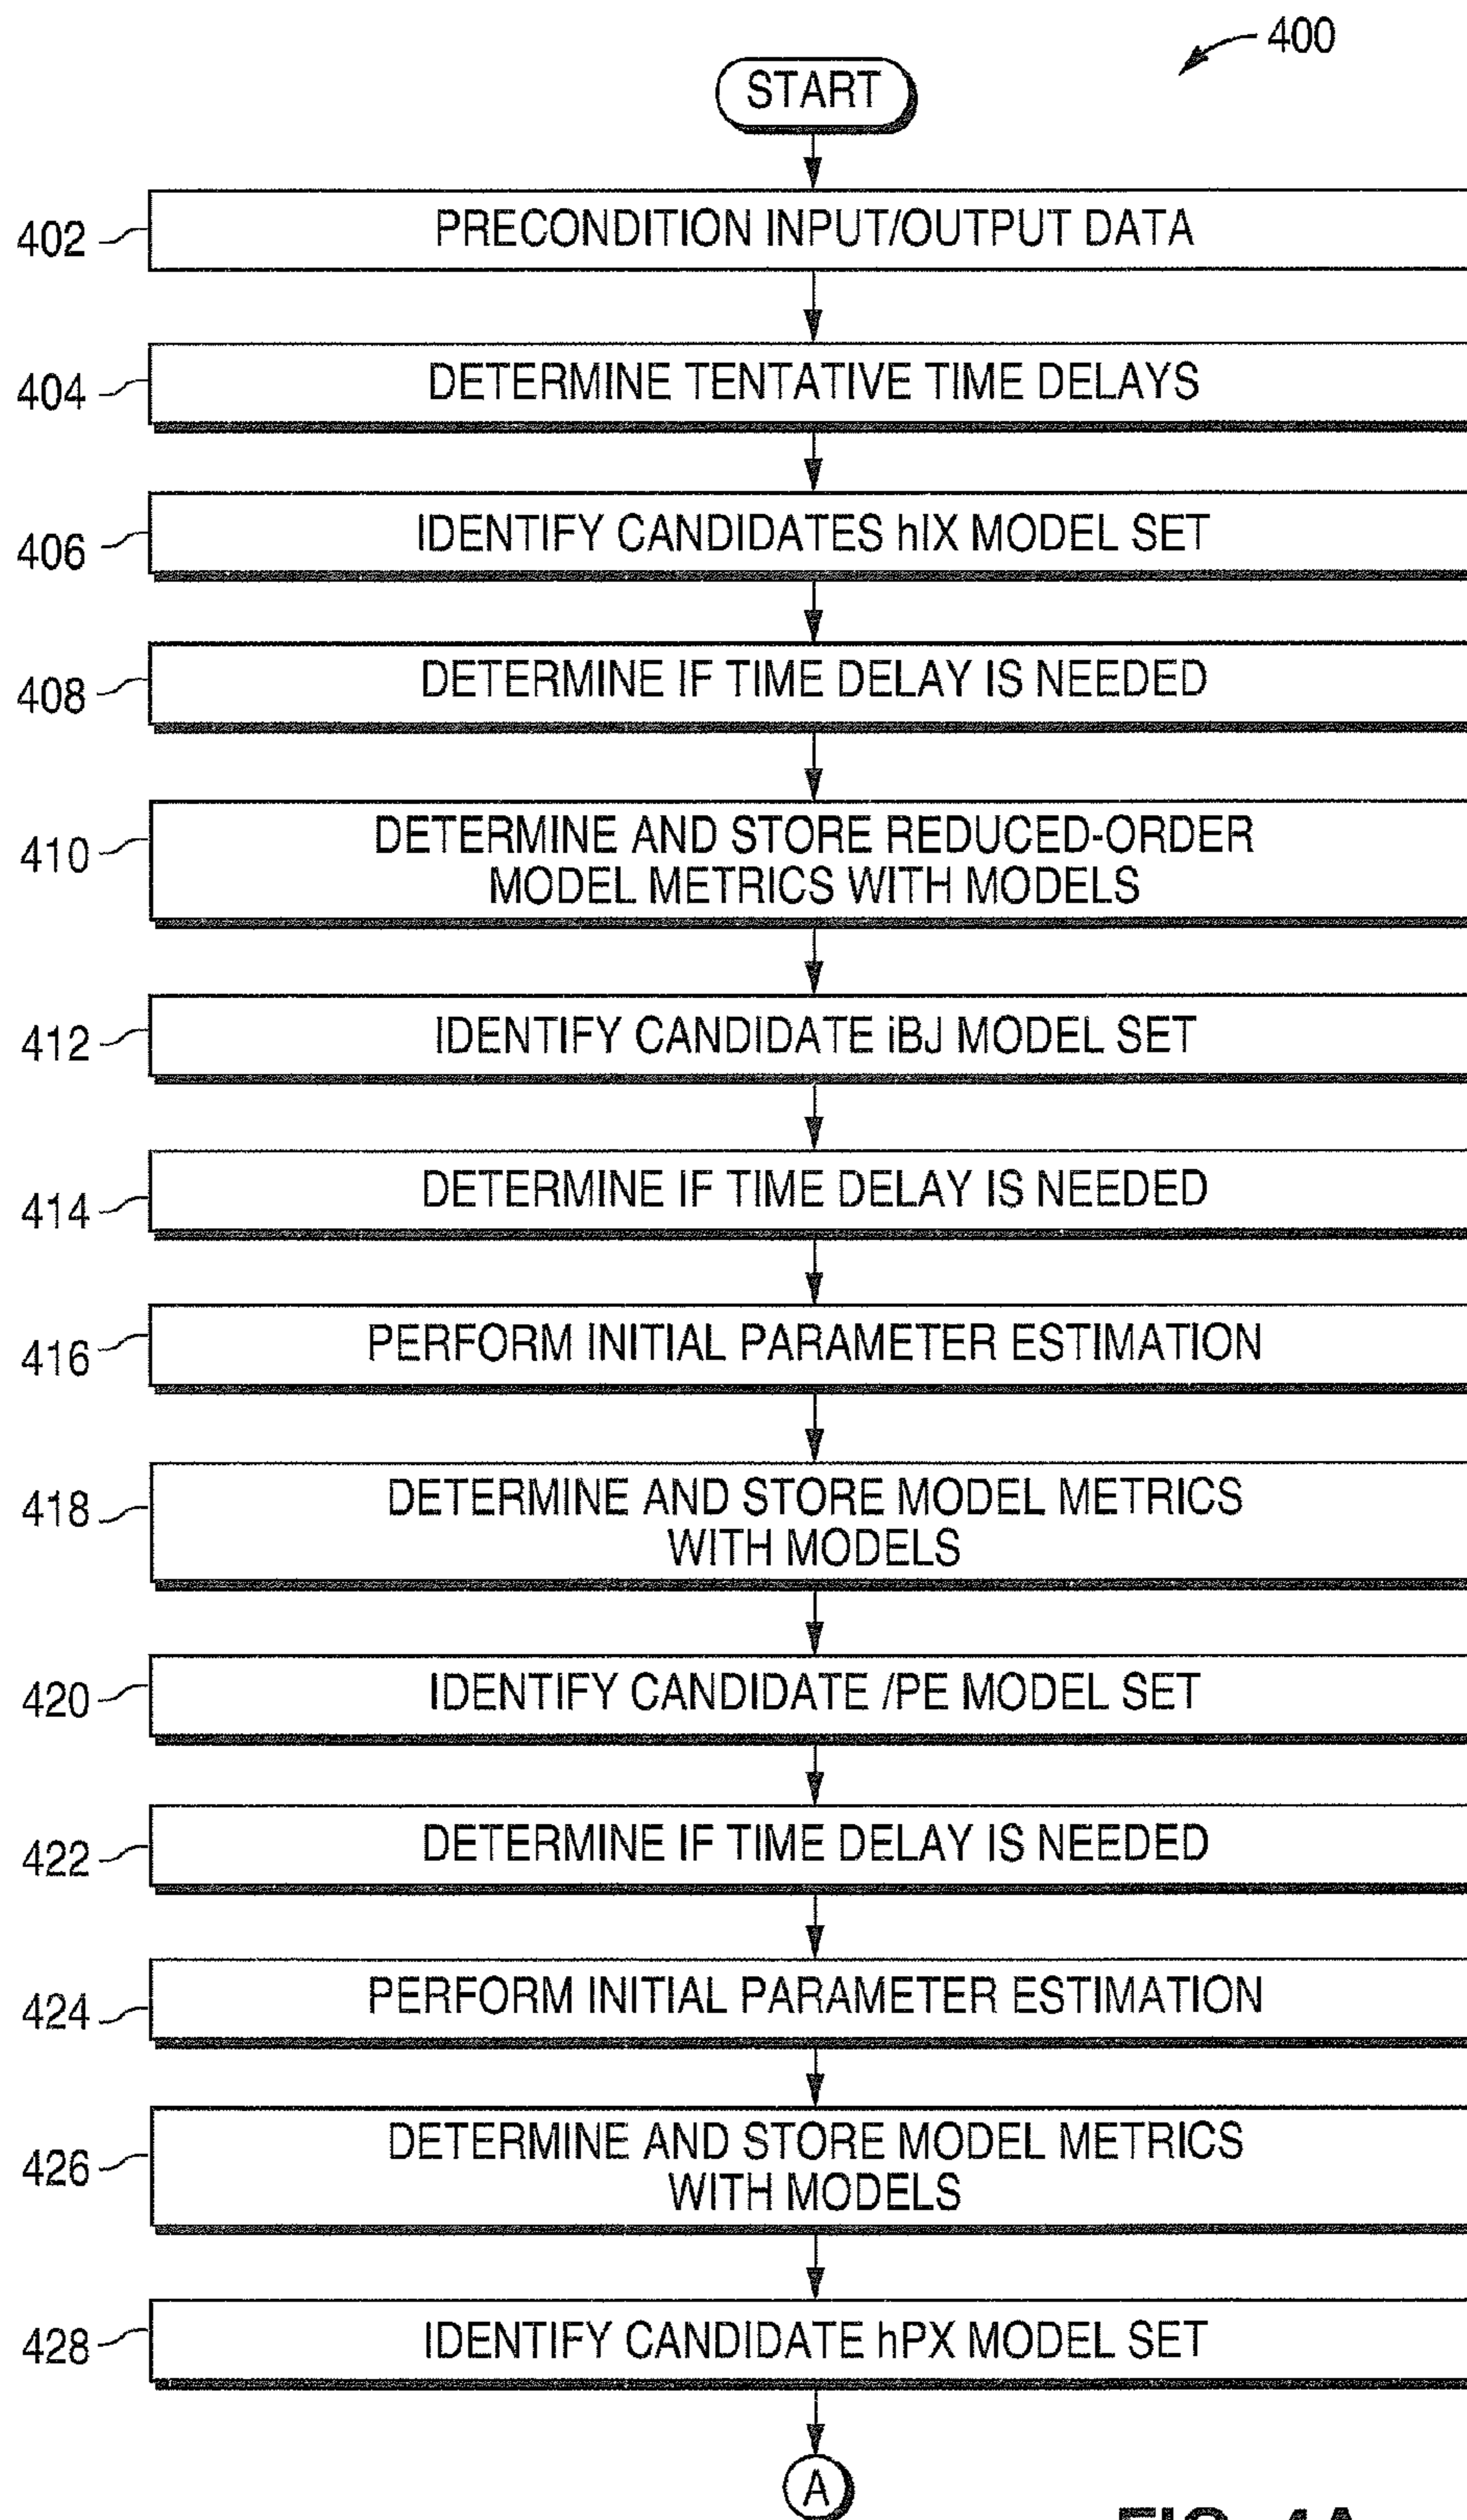 400
START
402 PRECONDITION INPUT/OUTPUT DATA
404 DETERMINE TENTATIVE TIME DELAYS
406 IDENTIFY CANDIDATES hIX MODEL SET
408 DETERMINE IF TIME DELAY IS NEEDED
410 DETERMINE AND STORE REDUCED-ORDER
MODEL METRICS WITH MODELS
412 IDENTIFY CANDIDATE iBJ MODEL SET
414 DETERMINE IF TIME DELAY IS NEEDED
416 PERFORM INITIAL PARAMETER ESTIMATION
418 DETERMINE AND STORE MODEL METRICS
WITH MODELS
420 IDENTIFY CANDIDATE /PE MODEL SET
422 DETERMINE IF TIME DELAY IS NEEDED
424 PERFORM INITIAL PARAMETER ESTIMATION
426 DETERMINE AND STORE MODEL METRICS
WITH MODELS
428 IDENTIFY CANDIDATE hPX MODEL SET
A